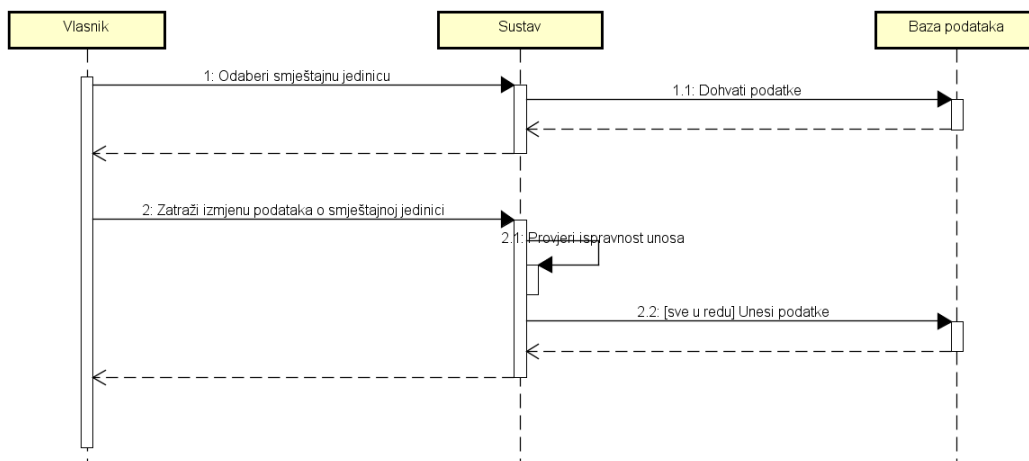 Vlasnik
Sustav
Baza podataka
1: Odaberi smještajnu jedinicu
1.1: Dohvati podatke
2: Zatraži izmjenu podataka o smještajnoj jedinici
2.1: Provjeri ispravnost unosa
2.2: [sve u redu] Unesi podatke